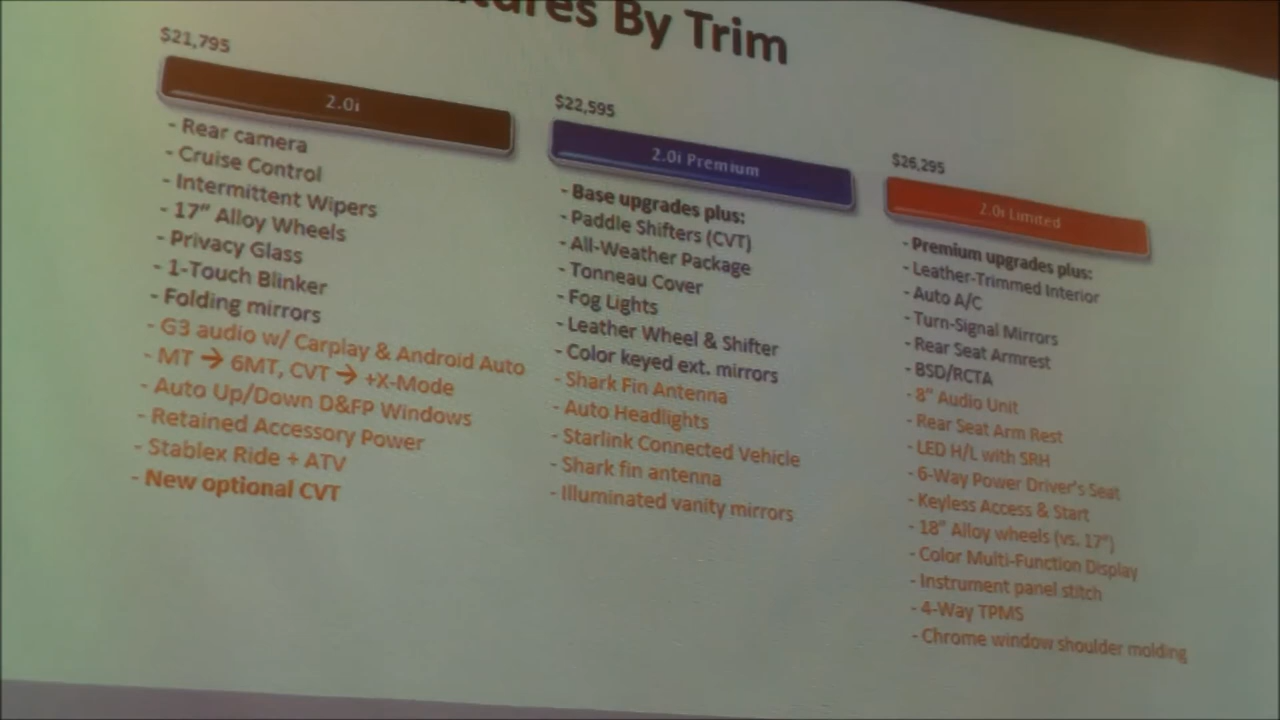 By Trim
$21,795
2.0i
- Rear camera
- Cruise Control
- Intermittent Wipers
- 17" Alloy Wheels
- Privacy Glass
- 1-Touch Blinker
- Folding mirrors
- G3 audio w/ Carplay & Android Auto
- MT → 6MT, CVT → +X-Mode
- Auto Up/Down D&FP Windows
- Retained Accessory Power
- Stablex Ride + ATV
- New optional CVT
$22,595
2.0i Premium
- Base upgrades plus:
- Paddle Shifters (CVT)
- All-Weather Package
- Tonneau Cover
- Fog Lights
- Leather Wheel & Shifter
- Color keyed ext. mirrors
- Shark Fin Antenna
- Auto Headlights
- Starlink Connected Vehicle
- Shark fin antenna
- Illuminated vanity mirrors
$26,295
2.0i Limited
- Premium upgrades plus:
- Leather-Trimmed Interior
- Auto A/C
- Turn-Signal Mirrors
- Rear Seat Armrest
- BSD/RCTA
- 8" Audio Unit
- Rear Seat Arm Rest
- LED H/L with SRH
- 6-Way Power Driver's Seat
- Keyless Access & Start
- 18" Alloy wheels (vs. 17")
- Color Multi-Function Display
- Instrument panel stitch
- 4-Way TPMS
- Chrome window shoulder molding